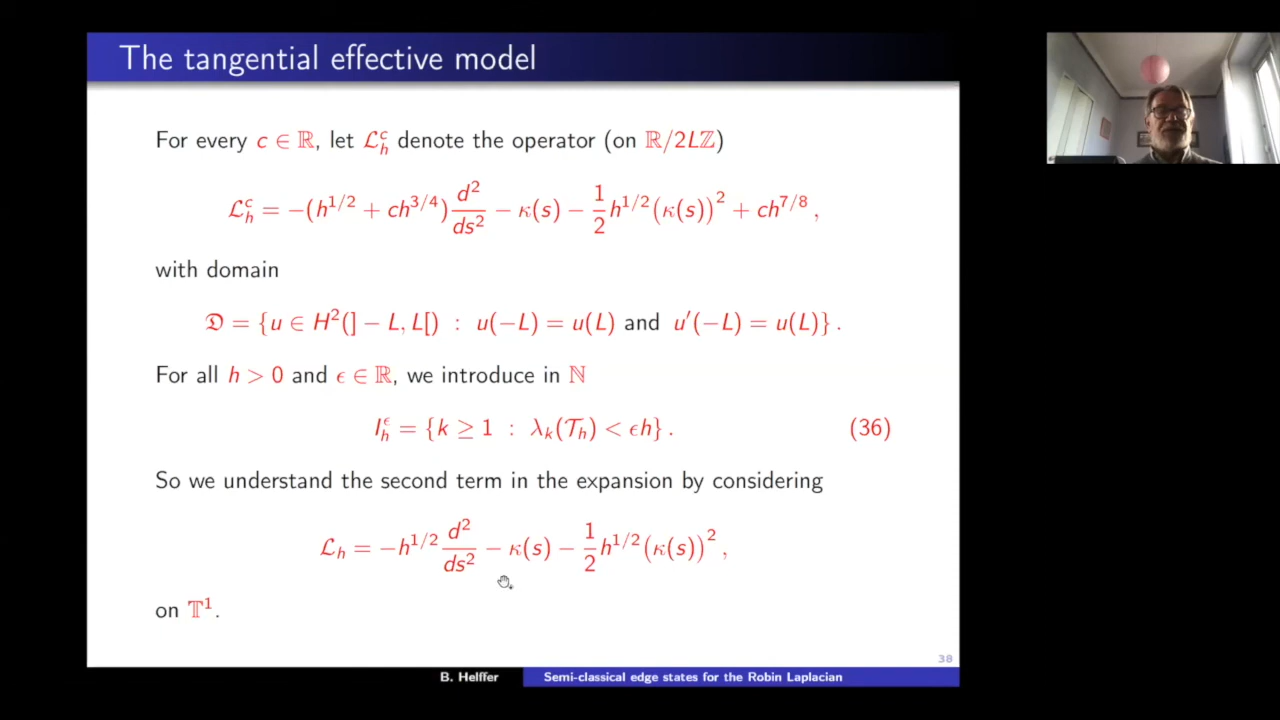 The tangential effective model
For every c ∈ ℝ, let ℒ_h^c denote the operator (on ℝ/2Lℤ)
ℒ_h^c = −(h^{1/2} + ch^{3/4}) d²/ds² − κ(s) − 1/2 h^{1/2}(κ(s))² + ch^{7/8} ,
with domain
𝔇 = {u ∈ H²(] − L, L[) : u(−L) = u(L) and u′(−L) = u(L)} .
For all h > 0 and ϵ ∈ ℝ, we introduce in ℕ
I_h^ϵ = {k ≥ 1 : λ_k(𝒯_h) < ϵh} . (36)
So we understand the second term in the expansion by considering
ℒ_h = −h^{1/2} d²/ds² − κ(s) − 1/2 h^{1/2}(κ(s))² ,
on 𝕋¹.
38
B. Helffer Semi-classical edge states for the Robin Laplacian